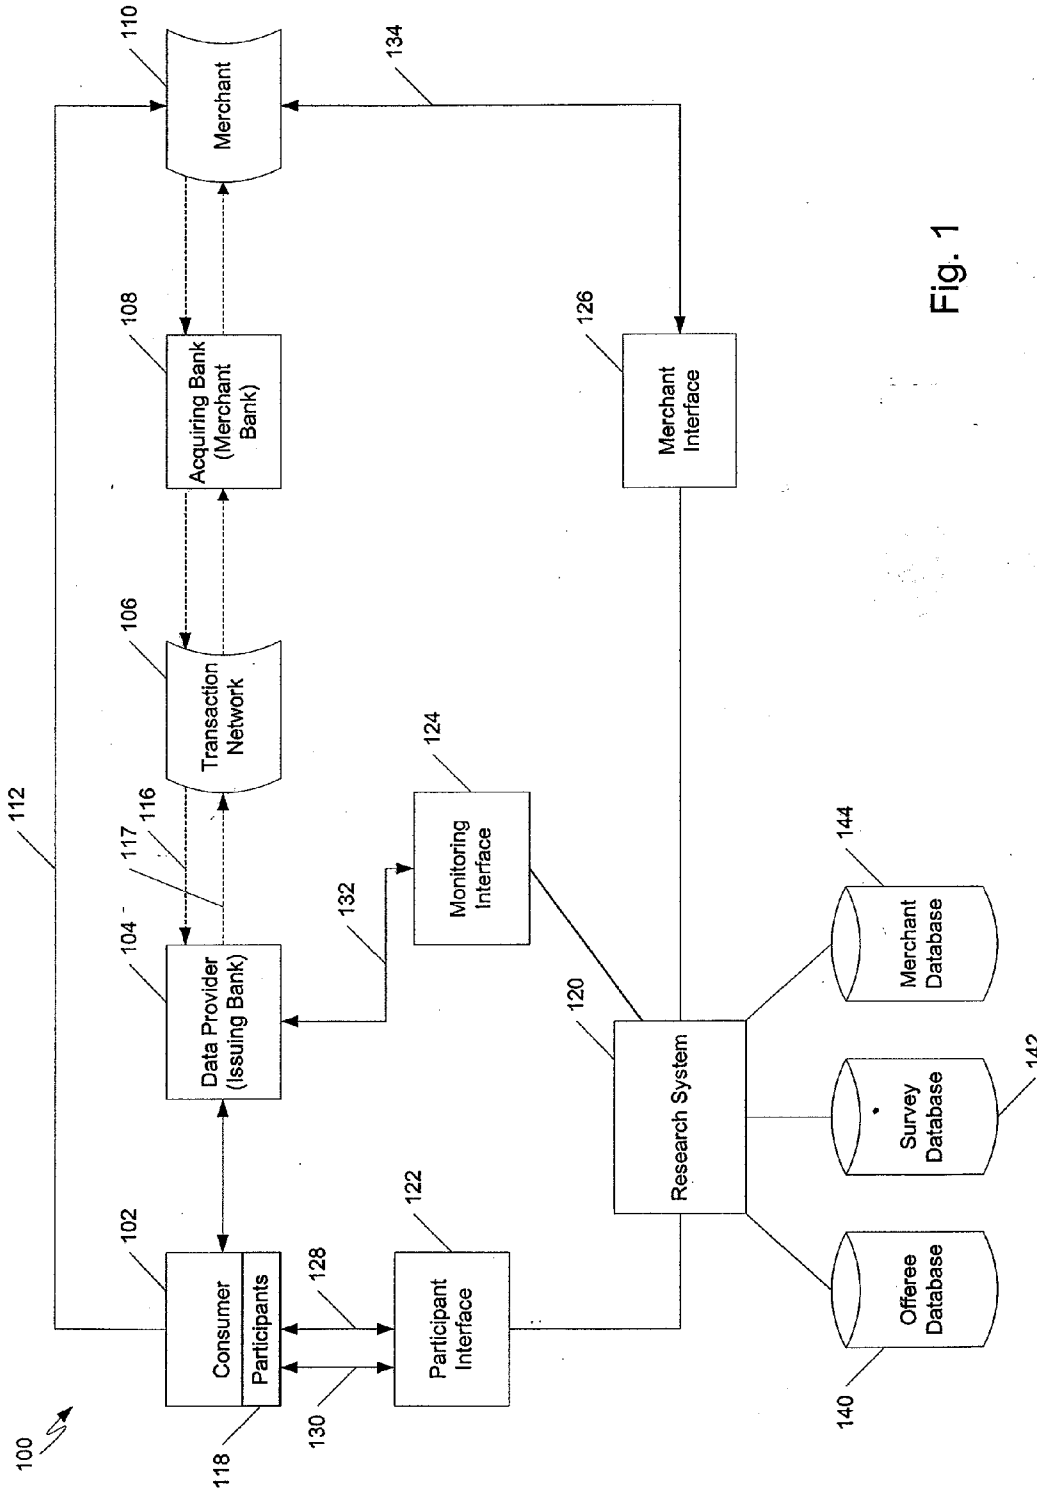 100
112
102
Consumer
Participants
118
104
Data Provider
(Issuing Bank)
117
116
106
Transaction
Network
108
Acquiring Bank
(Merchant
Bank)
110
Merchant
130
128
132
134
122
Participant
Interface
124
Monitoring
Interface
126
Merchant
Interface
120
Research System
140
Offeree
Database
Survey
Database
142
144
Merchant
Database
Fig. 1